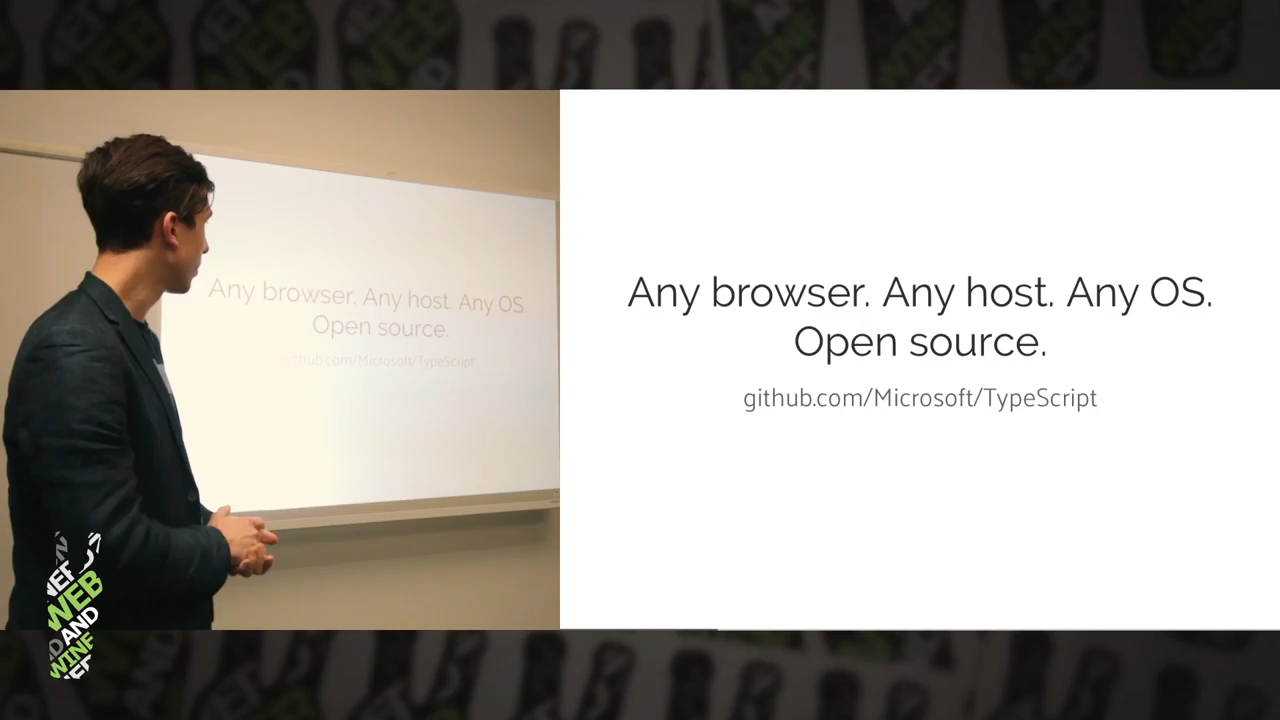 Any browser. Any host. Any OS.
Open source.
github.com/Microsoft/TypeScript
Any browser. Any host. Any OS.
Open source.
github.com/Microsoft/TypeScript
WEB
AND